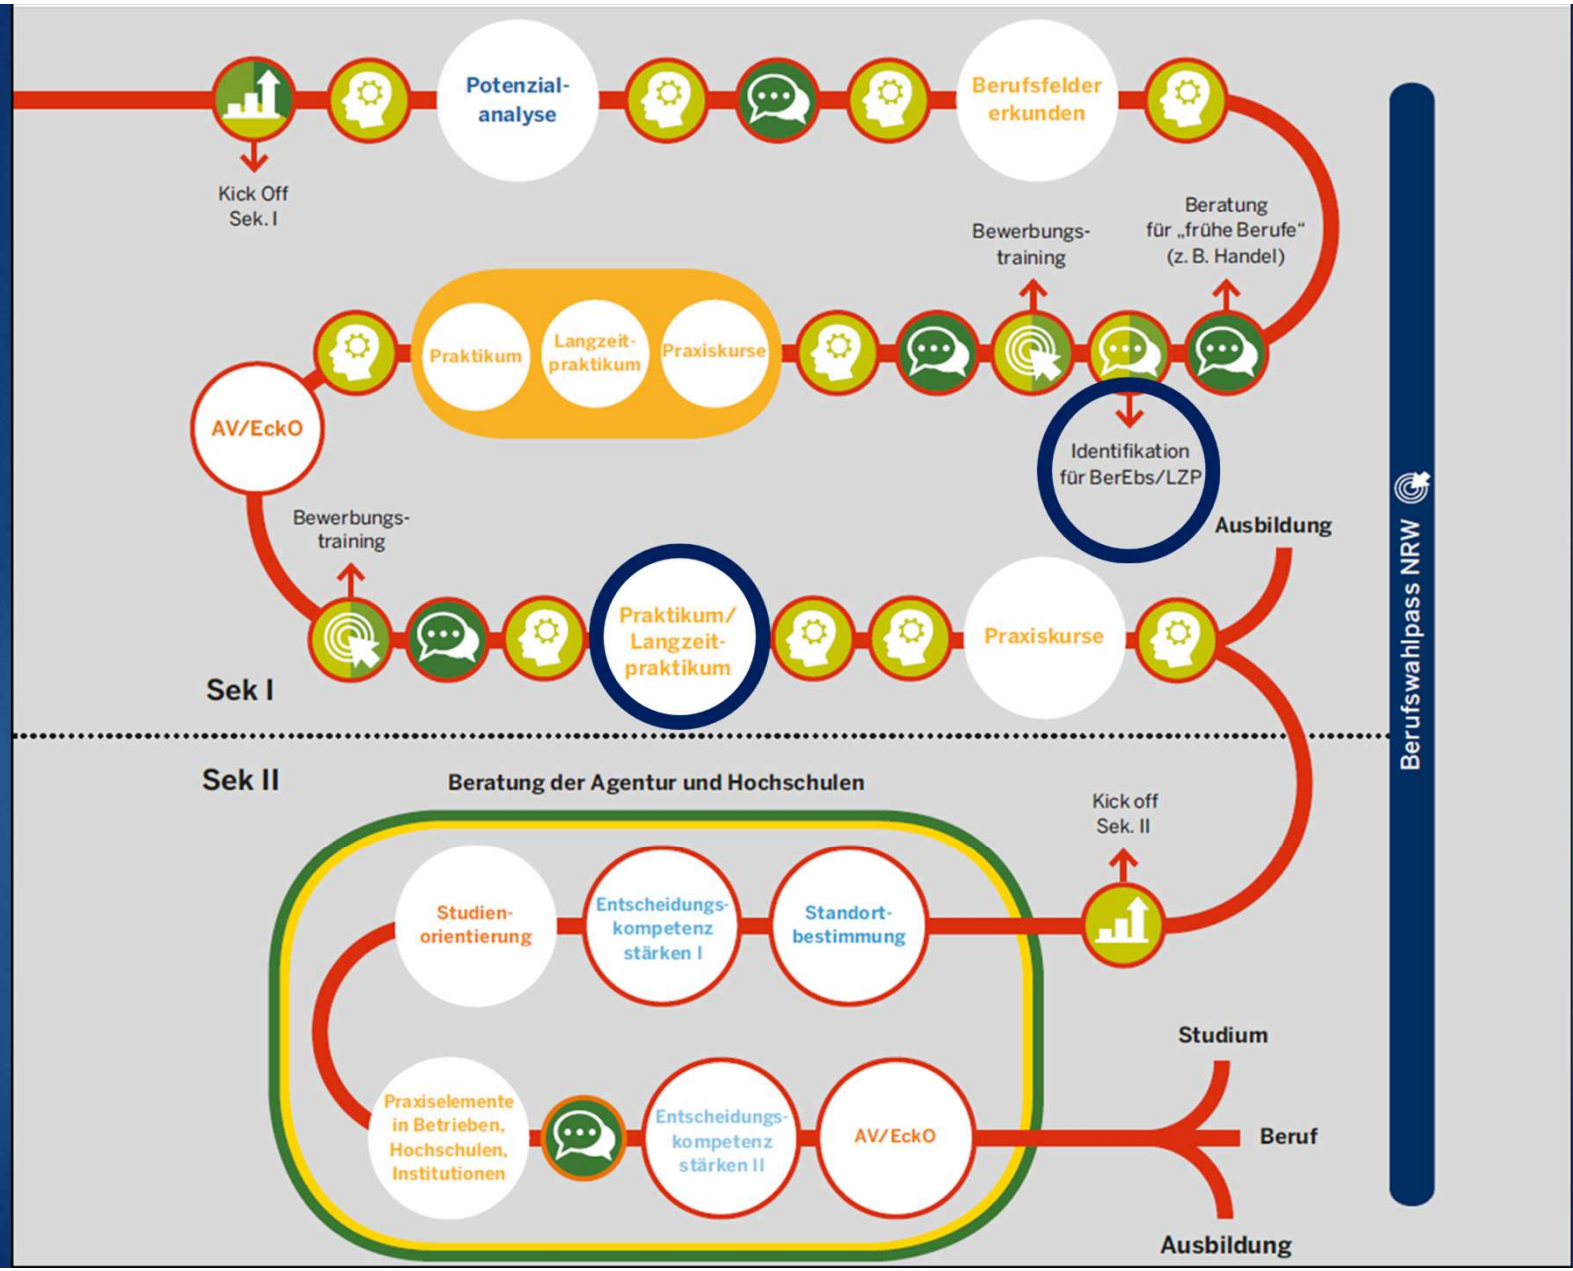 Potenzial-
analyse
Berufsfelder
erkunden
Kick Off
Sek. I
Bewerbungs-
training
Beratung
für „frühe Berufe“
(z. B. Handel)
Praktikum
Langzeit-
praktikum
Praxiskurse
AV/EckO
Identifikation
für BerEbs/LZP
Bewerbungs-
training
Ausbildung
Praktikum/
Langzeit-
praktikum
Praxiskurse
Sek I
Berufswahlpass NRW
Sek II
Beratung der Agentur und Hochschulen
Kick off
Sek. II
Studien-
orientierung
Entscheidungs-
kompetenz
stärken I
Standort-
bestimmung
Studium
Praxiselemente
in Betrieben,
Hochschulen,
Institutionen
Entscheidungs-
kompetenz
stärken II
AV/EckO
Beruf
Ausbildung